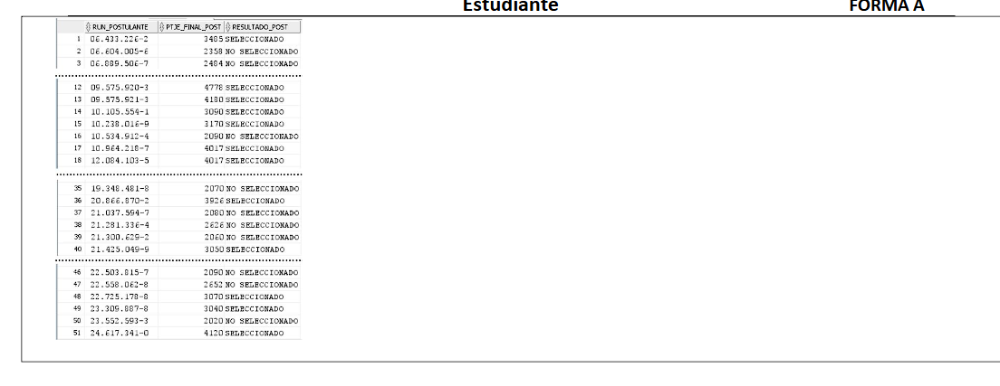 Estudiante FORMA A
RUN_POSTULANTE PTJE_FINAL_POST RESULTADO_POST
1 06.433.226-2 3485 SELECCIONADO
2 06.604.005-6 2358 NO SELECCIONADO
3 06.889.506-7 2484 NO SELECCIONADO
12 09.575.920-3 4778 SELECCIONADO
13 09.575.921-3 4180 SELECCIONADO
14 10.105.554-1 3090 SELECCIONADO
15 10.238.016-9 3170 SELECCIONADO
16 10.534.912-4 2090 NO SELECCIONADO
17 10.964.218-7 4017 SELECCIONADO
18 12.084.103-5 4017 SELECCIONADO
35 19.348.481-8 2070 NO SELECCIONADO
36 20.866.870-2 3926 SELECCIONADO
37 21.037.594-7 2080 NO SELECCIONADO
38 21.281.336-4 2626 NO SELECCIONADO
39 21.300.629-2 2060 NO SELECCIONADO
40 21.425.049-9 3050 SELECCIONADO
46 22.503.815-7 2090 NO SELECCIONADO
47 22.558.062-8 2652 NO SELECCIONADO
48 22.725.178-8 3070 SELECCIONADO
49 23.309.887-8 3040 SELECCIONADO
50 23.552.593-3 2020 NO SELECCIONADO
51 24.617.341-0 4120 SELECCIONADO